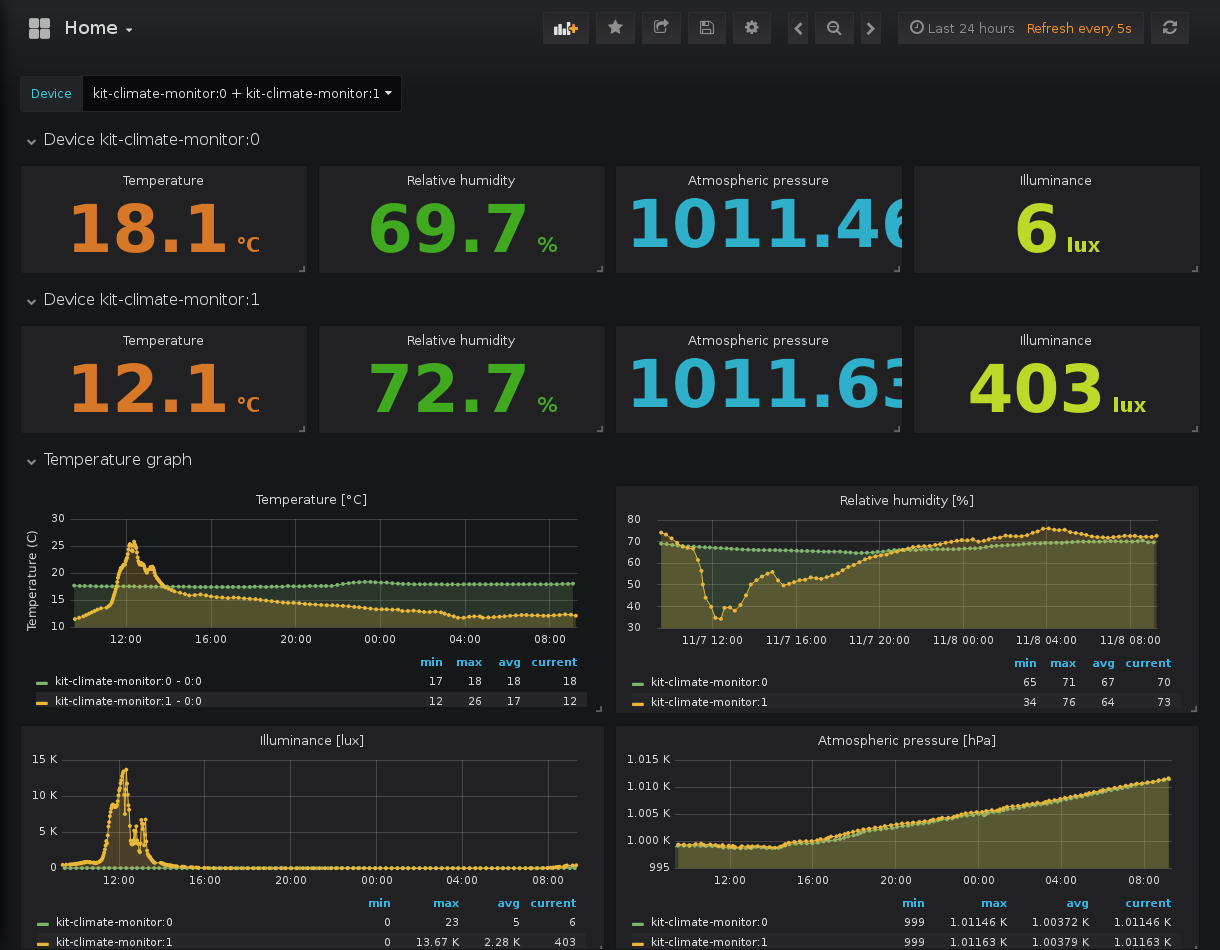 Home
Last 24 hours Refresh every 5s
Device kit-climate-monitor:0 + kit-climate-monitor:1
Device kit-climate-monitor:0
Temperature Relative humidity Atmospheric pressure Illuminance
18.1 °C 69.7 % 1011.46 6 lux
Device kit-climate-monitor:1
Temperature Relative humidity Atmospheric pressure Illuminance
12.1 °C 72.7 % 1011.63 403 lux
Temperature graph
Temperature [°C]
Temperature (C)
30
25
20
15
10
12:00 16:00 20:00 00:00 04:00 08:00
min max avg current
kit-climate-monitor:0 - 0:0 17 18 18 18
kit-climate-monitor:1 - 0:0 12 26 17 12
Relative humidity [%]
80
70
60
50
40
30
11/7 12:00 11/7 16:00 11/7 20:00 11/8 00:00 11/8 04:00 11/8 08:00
min max avg current
kit-climate-monitor:0 65 71 67 70
kit-climate-monitor:1 34 76 64 73
Illuminance [lux]
15 K
10 K
5 K
0
12:00 16:00 20:00 00:00 04:00 08:00
min max avg current
kit-climate-monitor:0 0 23 5 6
kit-climate-monitor:1 0 13.67 K 2.28 K 403
Atmospheric pressure [hPa]
1.015 K
1.010 K
1.005 K
1.000 K
995
12:00 16:00 20:00 00:00 04:00 08:00
min max avg current
kit-climate-monitor:0 999 1.01146 K 1.00372 K 1.01146 K
kit-climate-monitor:1 999 1.01163 K 1.00379 K 1.01163 K